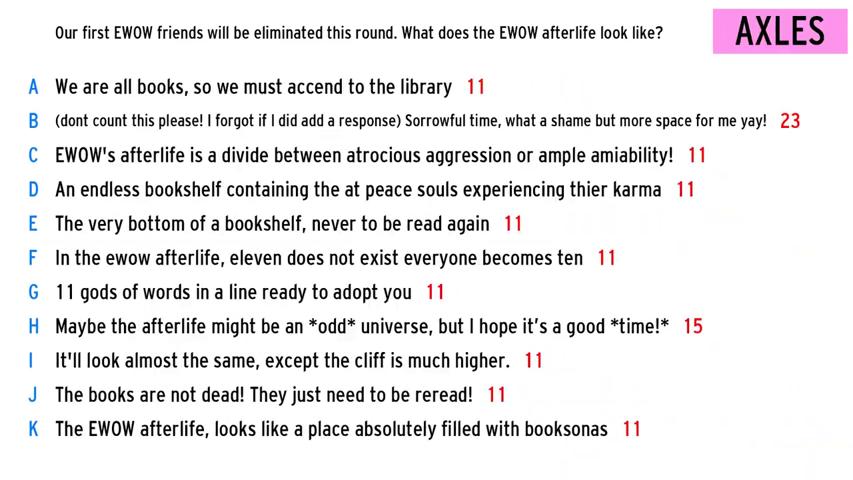 Our first EWOW friends will be eliminated this round. What does the EWOW afterlife look like?
AXLES
A We are all books, so we must accend to the library 11
B (dont count this please! I forgot if I did add a response) Sorrowful time, what a shame but more space for me yay! 23
C EWOW's afterlife is a divide between atrocious aggression or ample amiability! 11
D An endless bookshelf containing the at peace souls experiencing thier karma 11
E The very bottom of a bookshelf, never to be read again 11
F In the ewow afterlife, eleven does not exist everyone becomes ten 11
G 11 gods of words in a line ready to adopt you 11
H Maybe the afterlife might be an *odd* universe, but I hope it’s a good *time!* 15
I It'll look almost the same, except the cliff is much higher. 11
J The books are not dead! They just need to be reread! 11
K The EWOW afterlife, looks like a place absolutely filled with booksonas 11